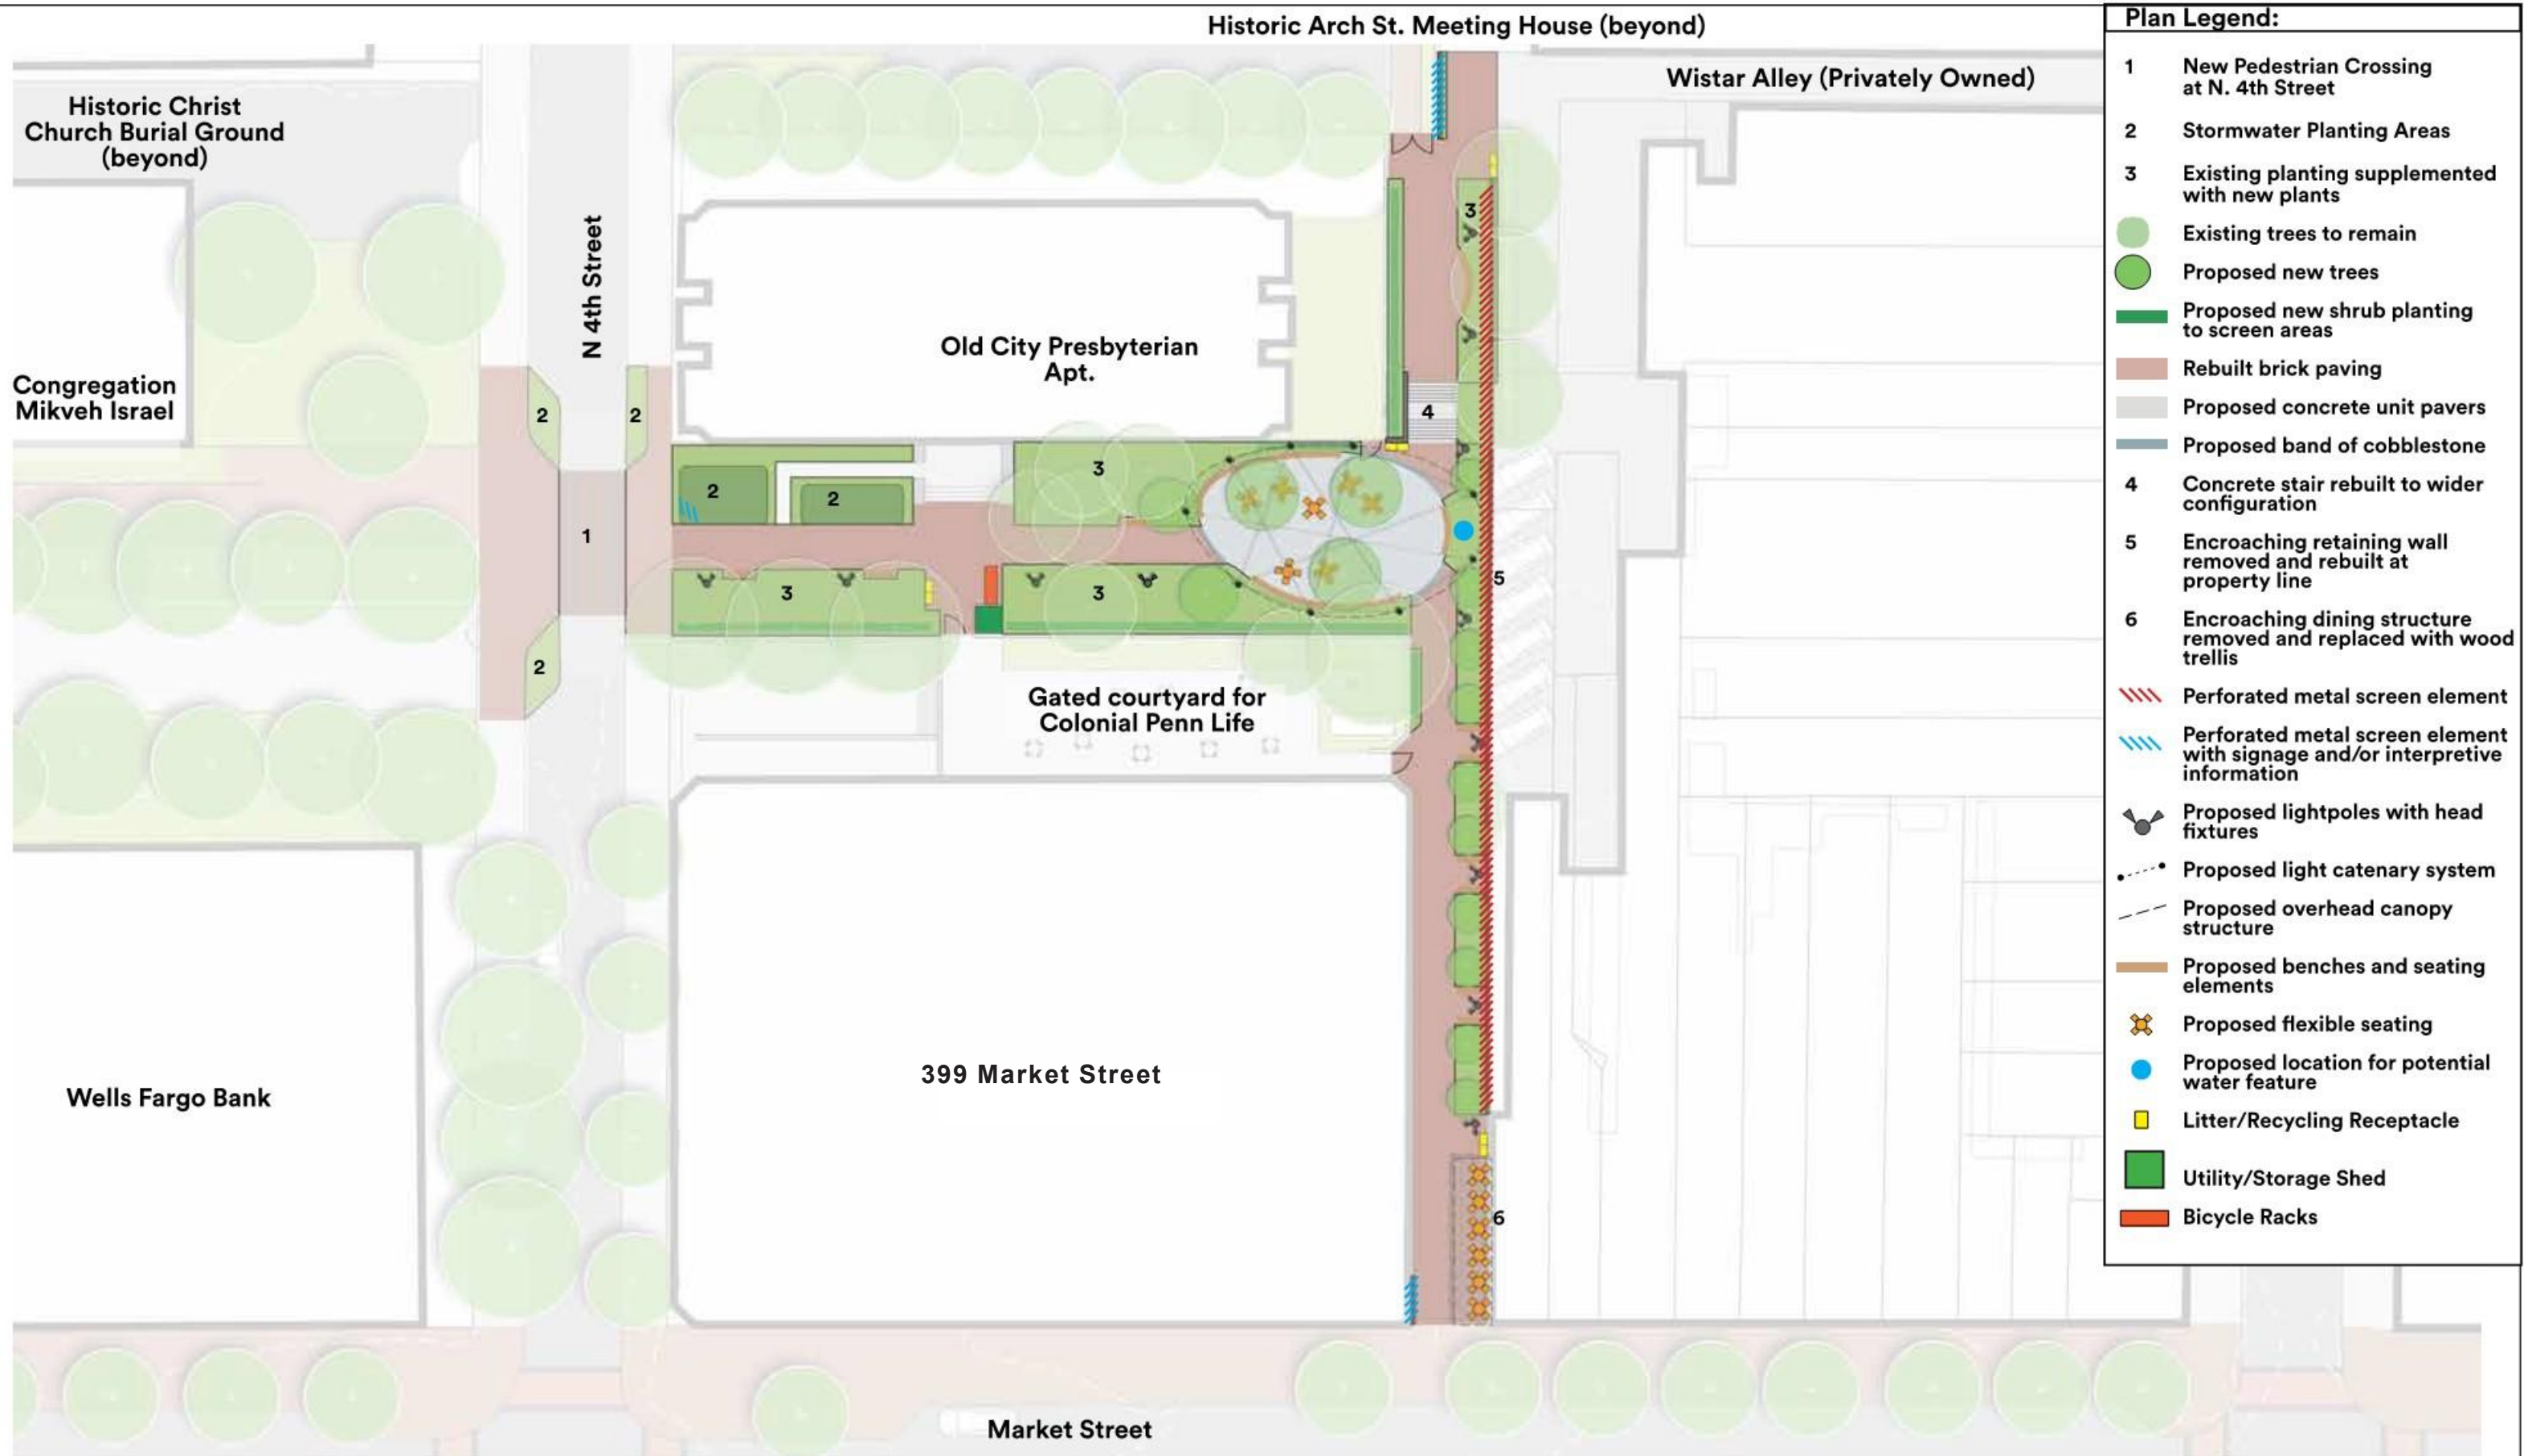 Historic Arch St. Meeting House (beyond)
Wistar Alley (Privately Owned)
Historic Christ
Church Burial Ground
(beyond)
N 4th Street
Old City Presbyterian
Apt.
Congregation
Mikveh Israel
3
4
2
2
3
2
2
1
5
3
3
2
Gated courtyard for
Colonial Penn Life
399 Market Street
Wells Fargo Bank
6
Market Street
Plan Legend:
1 New Pedestrian Crossing
at N. 4th Street
2 Stormwater Planting Areas
3 Existing planting supplemented
with new plants
Existing trees to remain
Proposed new trees
Proposed new shrub planting
to screen areas
Rebuilt brick paving
Proposed concrete unit pavers
Proposed band of cobblestone
4 Concrete stair rebuilt to wider
configuration
5 Encroaching retaining wall
removed and rebuilt at
property line
6 Encroaching dining structure
removed and replaced with wood
trellis
Perforated metal screen element
Perforated metal screen element
with signage and/or interpretive
information
Proposed lightpoles with head
fixtures
Proposed light catenary system
Proposed overhead canopy
structure
Proposed benches and seating
elements
Proposed flexible seating
Proposed location for potential
water feature
Litter/Recycling Receptacle
Utility/Storage Shed
Bicycle Racks